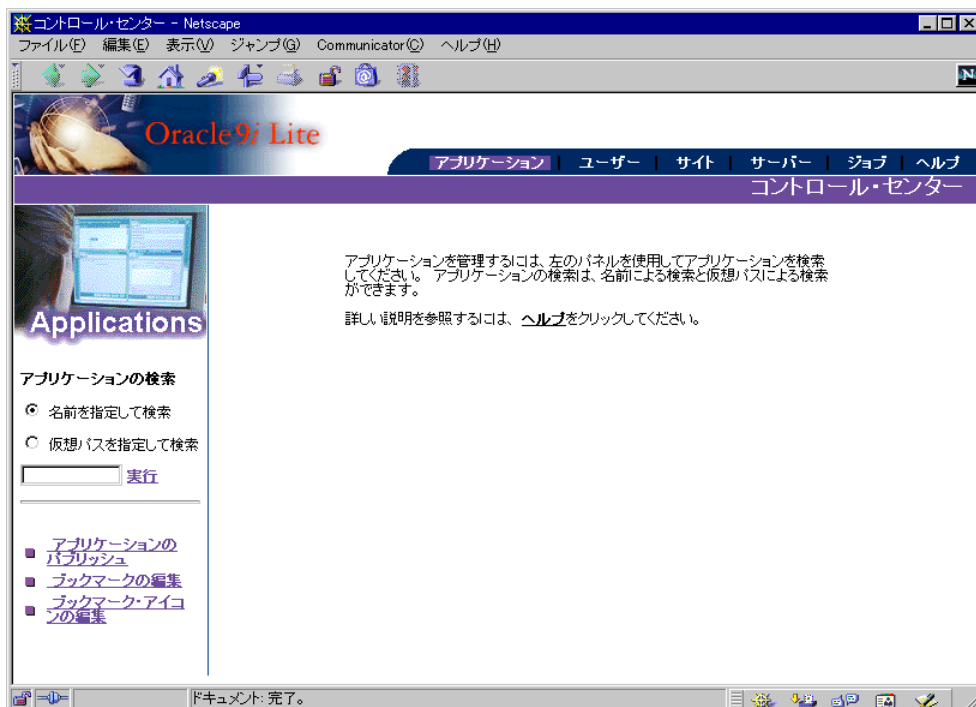 コントロール・センター - Netscape
ファイル(F) 編集(E) 表示(V) ジャンプ(G) Communicator(C) ヘルプ(H)
N
Oracle9i Lite
アプリケーション ユーザー サイト サーバー ジョブ ヘルプ
コントロール・センター
Applications
アプリケーションの検索
名前を指定して検索
仮想パスを指定して検索
実行
アプリケーションの
パブリッシュ
ブックマークの編集
ブックマーク・アイコ
ンの編集
アプリケーションを管理するには、左のパネルを使用してアプリケーションを検索
してください。 アプリケーションの検索は、名前による検索と仮想パスによる検索
ができます。
詳しい説明を参照するには、 ヘルプをクリックしてください。
ドキュメント: 完了。